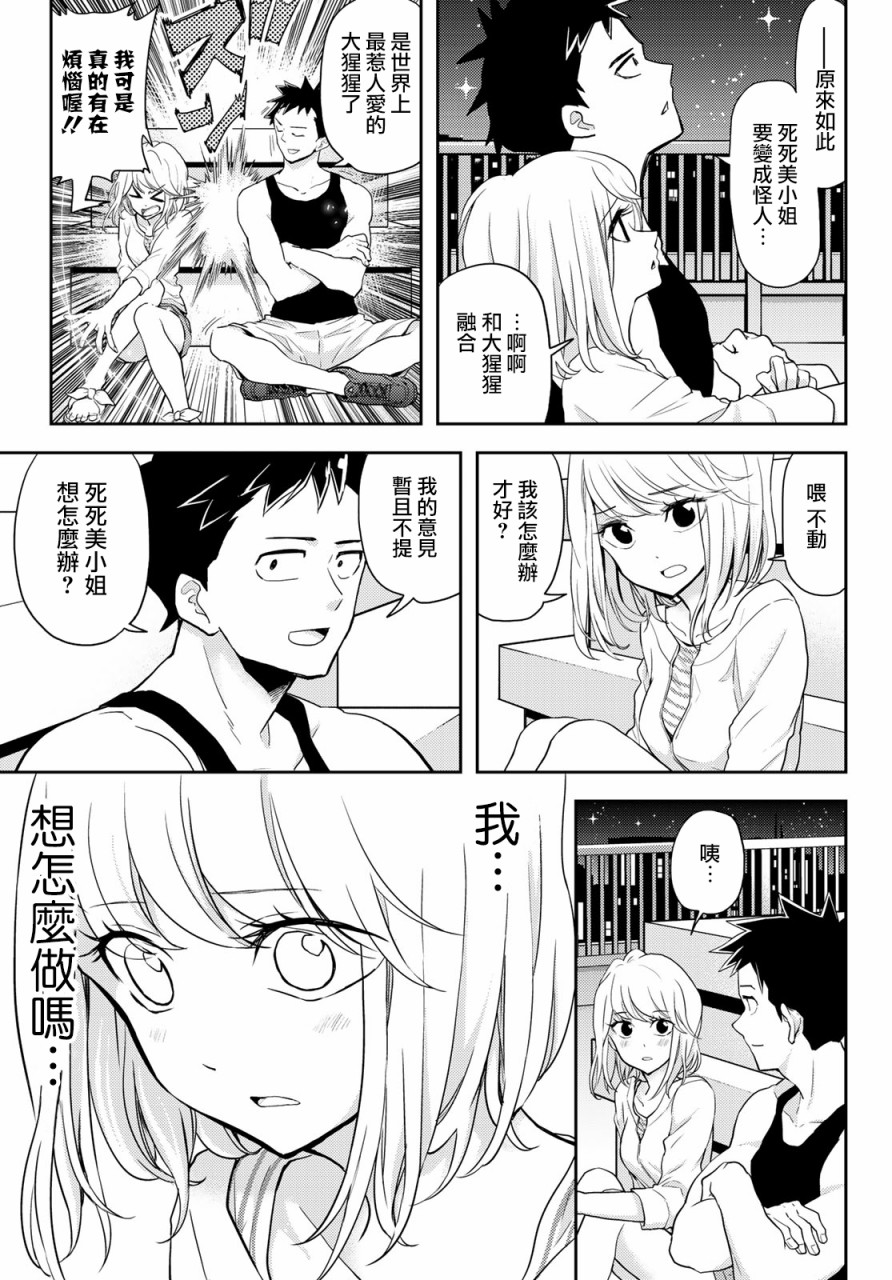 ——原來如此
死死美小姐
要變成怪人…
…啊啊
和大猩猩
融合
是世界上
最惹人愛的
大猩猩了
我可是
真的有在
煩惱喔!!
喂 不動
我該怎麼辦
才好？
我的意見
暫且不提
死死美小姐
想怎麼辦？
咦…
我…
想怎麼做嗎…